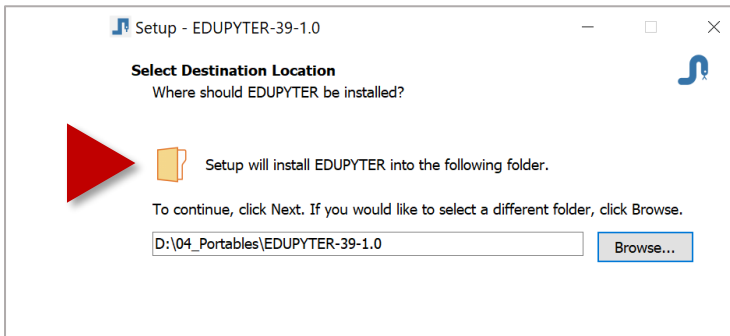 Setup - EDUPYTER-39-1.0
Select Destination Location
Where should EDUPYTER be installed?
Setup will install EDUPYTER into the following folder.
To continue, click Next. If you would like to select a different folder, click Browse.
D:\04_Portables\EDUPYTER-39-1.0
Browse...